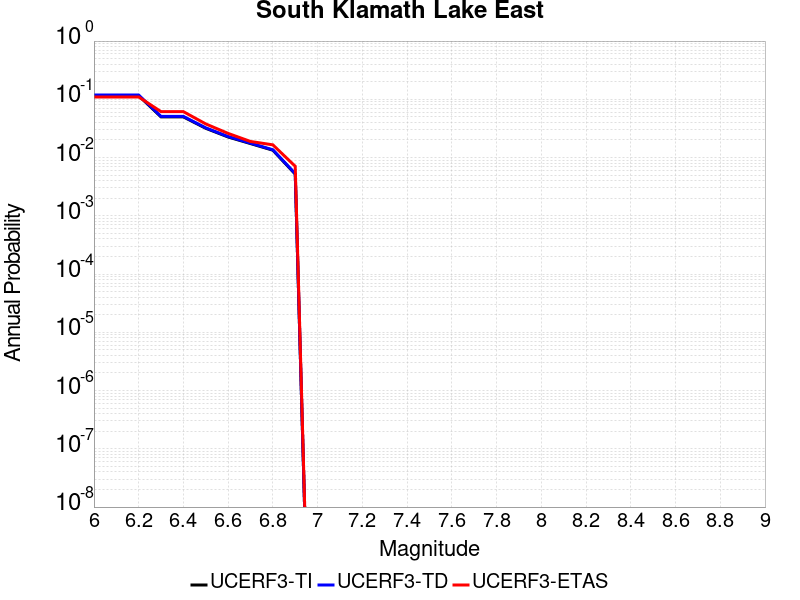 South Klamath Lake East
10^0
10^-1
10^-2
10^-3
10^-4
10^-5
10^-6
10^-7
10^-8
Annual Probability
6 6.2 6.4 6.6 6.8 7 7.2 7.4 7.6 7.8 8 8.2 8.4 8.6 8.8 9
Magnitude
UCERF3-TI UCERF3-TD UCERF3-ETAS